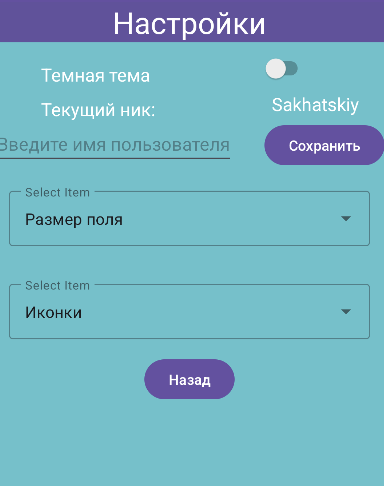 Настройки
Темная тема
Текущий ник: Sakhatskiy
Введите имя пользователя Сохранить
Select Item
Размер поля
Select Item
Иконки
Назад